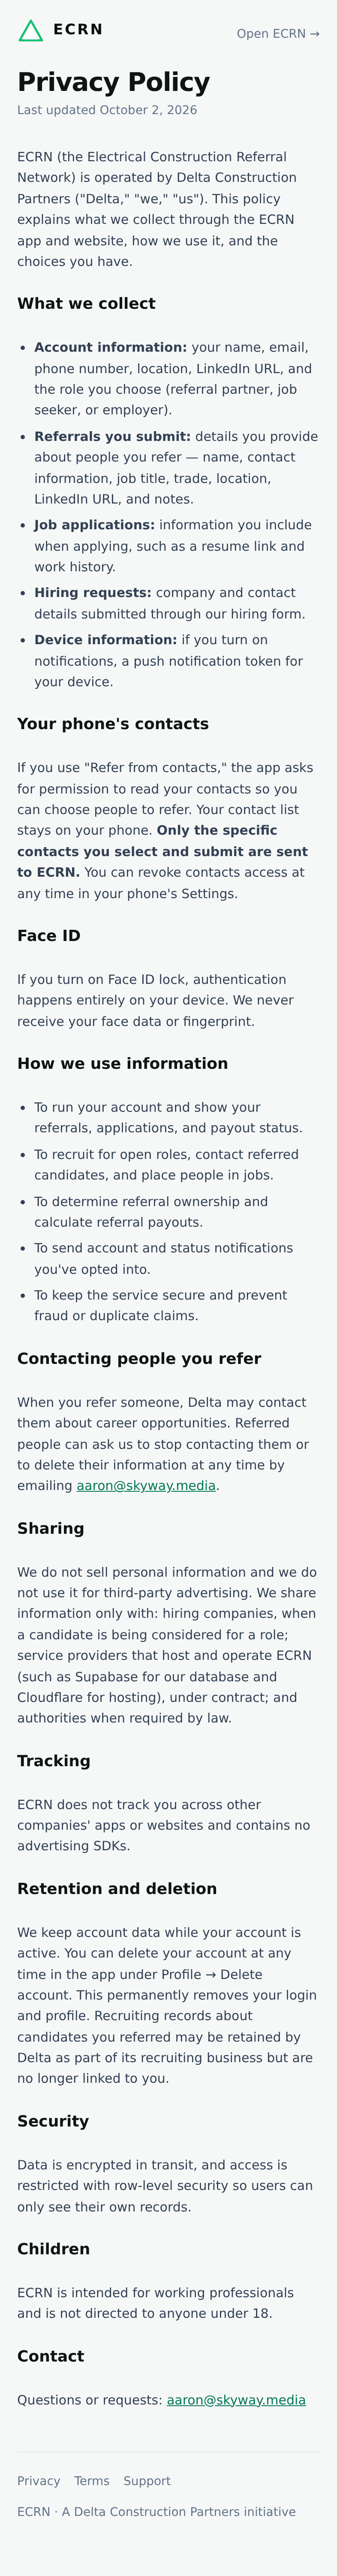 ECRN
Open ECRN →
Privacy Policy
Last updated October 2, 2026
ECRN (the Electrical Construction Referral
Network) is operated by Delta Construction
Partners ("Delta," "we," "us"). This policy
explains what we collect through the ECRN
app and website, how we use it, and the
choices you have.
What we collect
• Account information: your name, email,
phone number, location, LinkedIn URL, and
the role you choose (referral partner, job
seeker, or employer).
• Referrals you submit: details you provide
about people you refer — name, contact
information, job title, trade, location,
LinkedIn URL, and notes.
• Job applications: information you include
when applying, such as a resume link and
work history.
• Hiring requests: company and contact
details submitted through our hiring form.
• Device information: if you turn on
notifications, a push notification token for
your device.
Your phone's contacts
If you use "Refer from contacts," the app asks
for permission to read your contacts so you
can choose people to refer. Your contact list
stays on your phone. Only the specific
contacts you select and submit are sent
to ECRN. You can revoke contacts access at
any time in your phone's Settings.
Face ID
If you turn on Face ID lock, authentication
happens entirely on your device. We never
receive your face data or fingerprint.
How we use information
• To run your account and show your
referrals, applications, and payout status.
• To recruit for open roles, contact referred
candidates, and place people in jobs.
• To determine referral ownership and
calculate referral payouts.
• To send account and status notifications
you've opted into.
• To keep the service secure and prevent
fraud or duplicate claims.
Contacting people you refer
When you refer someone, Delta may contact
them about career opportunities. Referred
people can ask us to stop contacting them or
to delete their information at any time by
emailing aaron@skyway.media.
Sharing
We do not sell personal information and we do
not use it for third-party advertising. We share
information only with: hiring companies, when
a candidate is being considered for a role;
service providers that host and operate ECRN
(such as Supabase for our database and
Cloudflare for hosting), under contract; and
authorities when required by law.
Tracking
ECRN does not track you across other
companies' apps or websites and contains no
advertising SDKs.
Retention and deletion
We keep account data while your account is
active. You can delete your account at any
time in the app under Profile → Delete
account. This permanently removes your login
and profile. Recruiting records about
candidates you referred may be retained by
Delta as part of its recruiting business but are
no longer linked to you.
Security
Data is encrypted in transit, and access is
restricted with row-level security so users can
only see their own records.
Children
ECRN is intended for working professionals
and is not directed to anyone under 18.
Contact
Questions or requests: aaron@skyway.media
Privacy Terms Support
ECRN · A Delta Construction Partners initiative